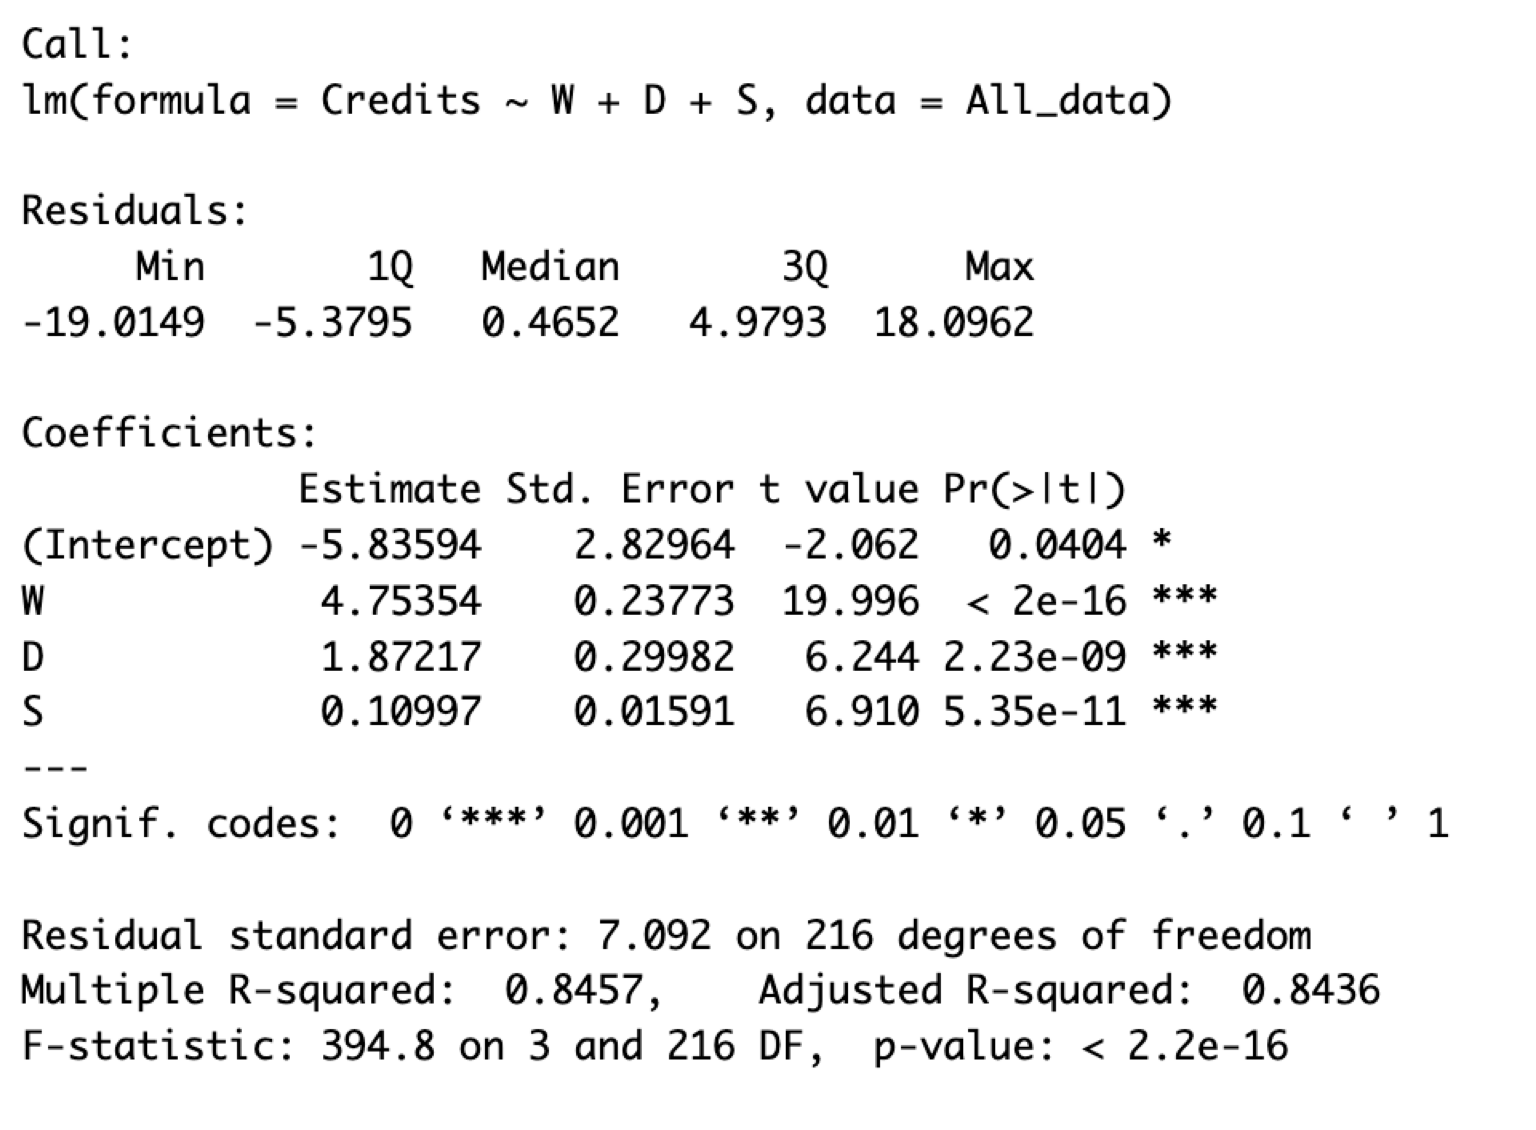 Call:
lm(formula = Credits ~ W + D + S, data = All_data)
Residuals:
Min 1Q Median 3Q Max
-19.0149 -5.3795 0.4652 4.9793 18.0962
Coefficients:
Estimate Std. Error t value Pr(>|t|)
(Intercept) -5.83594 2.82964 -2.062 0.0404 *
W 4.75354 0.23773 19.996 < 2e-16 ***
D 1.87217 0.29982 6.244 2.23e-09 ***
S 0.10997 0.01591 6.910 5.35e-11 ***
---
Signif. codes: 0 ‘***’ 0.001 ‘**’ 0.01 ‘*’ 0.05 ‘.’ 0.1 ‘ ’ 1
Residual standard error: 7.092 on 216 degrees of freedom
Multiple R-squared: 0.8457, Adjusted R-squared: 0.8436
F-statistic: 394.8 on 3 and 216 DF, p-value: < 2.2e-16